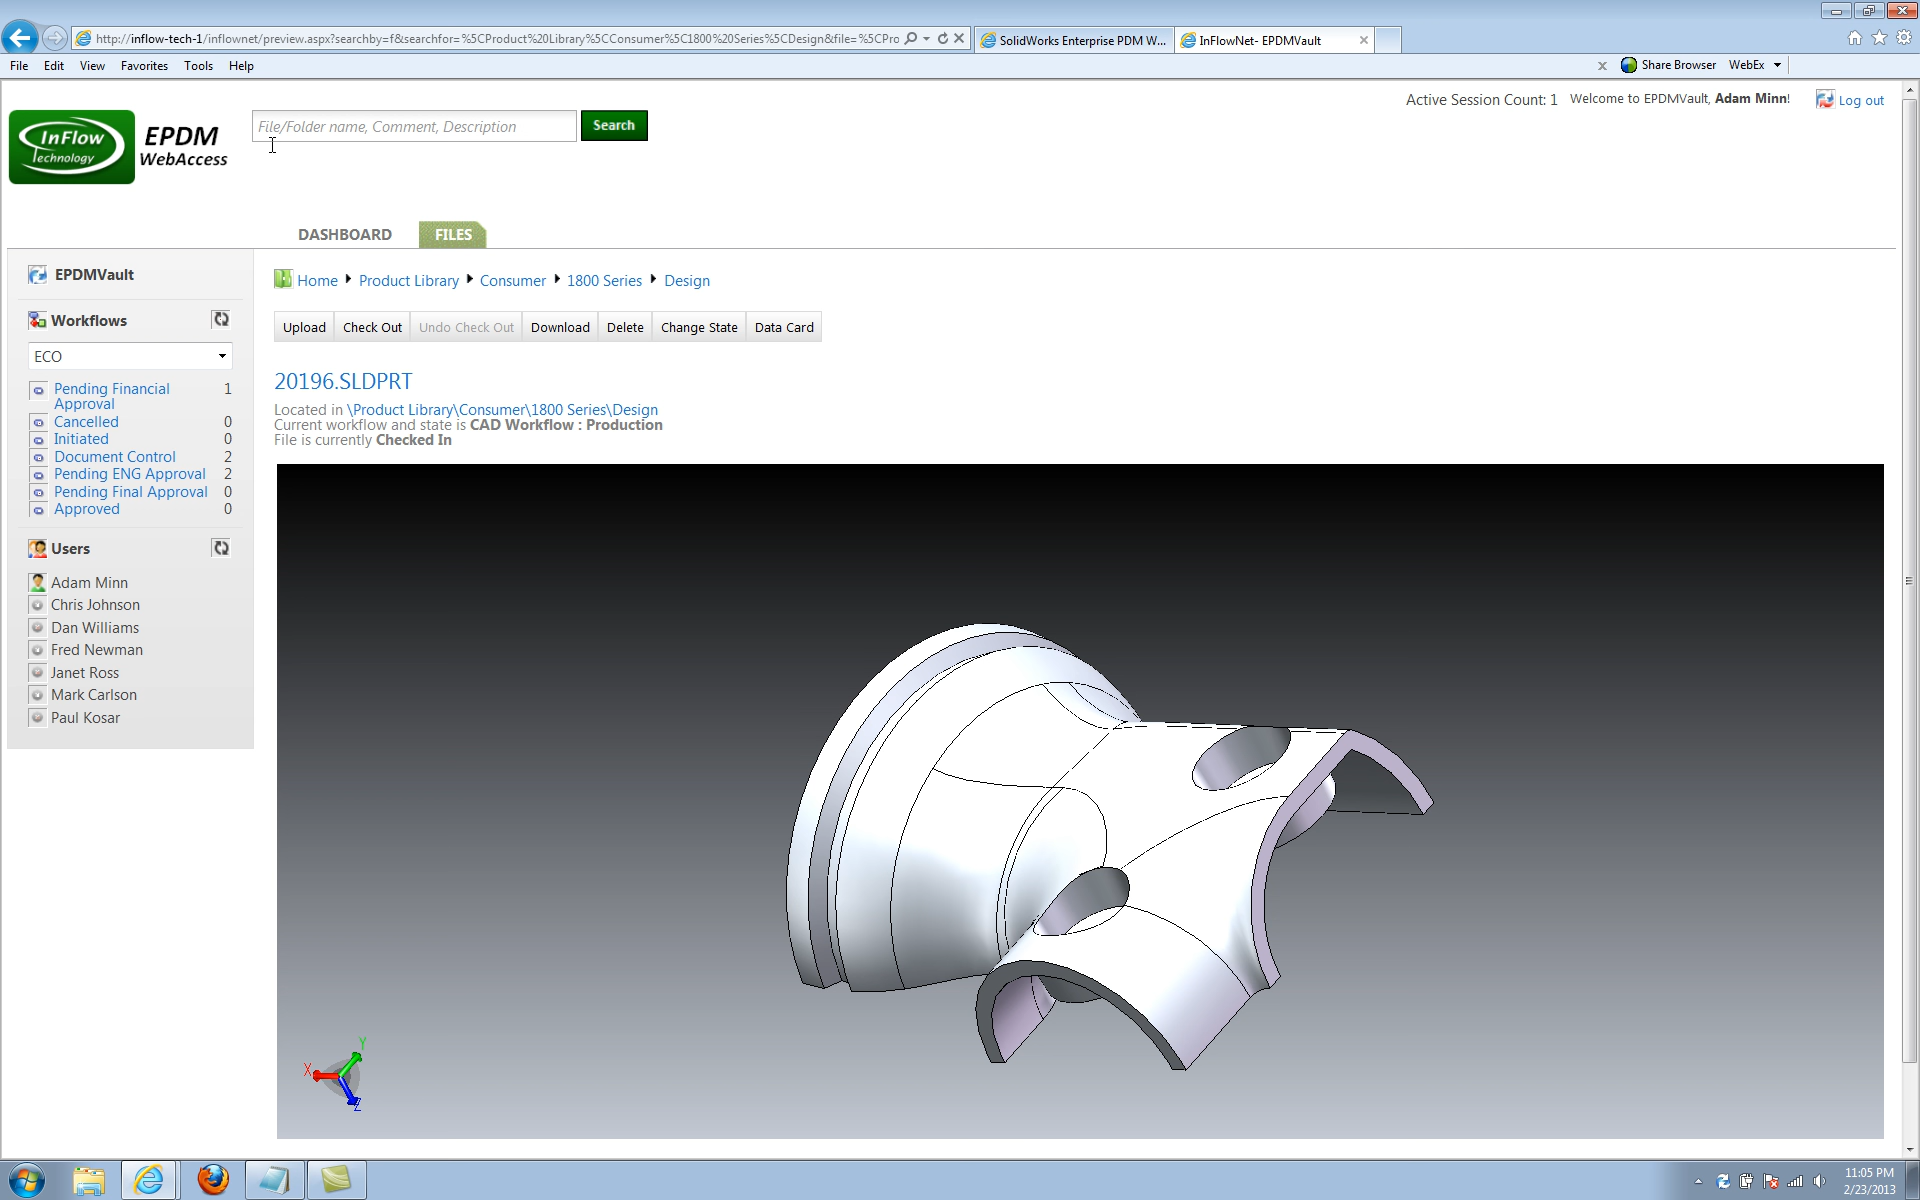 http://inflow-tech-1/inflownet/preview.aspx?searchby=f&searchfor=%5CProduct%20Library%5CConsumer%5C1800%20Series%5CDesign&file=%5CPro
SolidWorks Enterprise PDM W...
InFlowNet- EPDMVault
File Edit View Favorites Tools Help
Share Browser WebEx
Active Session Count: 1 Welcome to EPDMVault, Adam Minn! Log out
InFlow
Technology
EPDM
WebAccess
File/Folder name, Comment, Description
Search
DASHBOARD FILES
EPDMVault
Workflows
ECO
Pending Financial Approval 1
Cancelled 0
Initiated 0
Document Control 2
Pending ENG Approval 2
Pending Final Approval 0
Approved 0
Users
Adam Minn
Chris Johnson
Dan Williams
Fred Newman
Janet Ross
Mark Carlson
Paul Kosar
Home Product Library Consumer 1800 Series Design
Upload Check Out Undo Check Out Download Delete Change State Data Card
20196.SLDPRT
Located in \Product Library\Consumer\1800 Series\Design
Current workflow and state is CAD Workflow : Production
File is currently Checked In
Y
X
Z
11:05 PM
2/23/2013